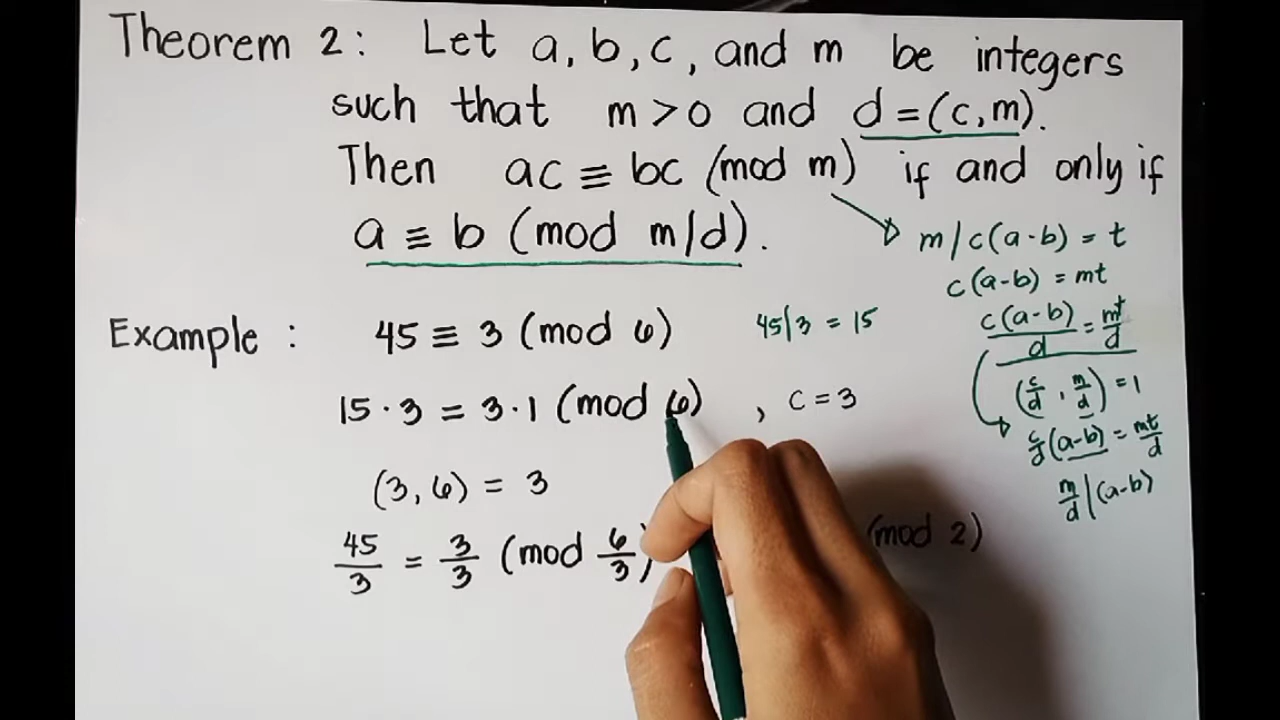 Theorem 2: Let a, b, c, and m be integers
such that m > 0 and d = (c, m).
Then ac ≡ bc (mod m) if and only if
a ≡ b (mod m/d).
m/c(a-b) = t
c(a-b) = mt
c(a-b)/d = mt/d
(c/d, m/d) = 1
c/d (a-b) = mt/d
m/d | (a-b)
Example: 45 ≡ 3 (mod 6) 45/3 = 15
15 · 3 = 3 · 1 (mod 6) , c = 3
(3, 6) = 3
45/3 = 3/3 (mod 6/3) (mod 2)